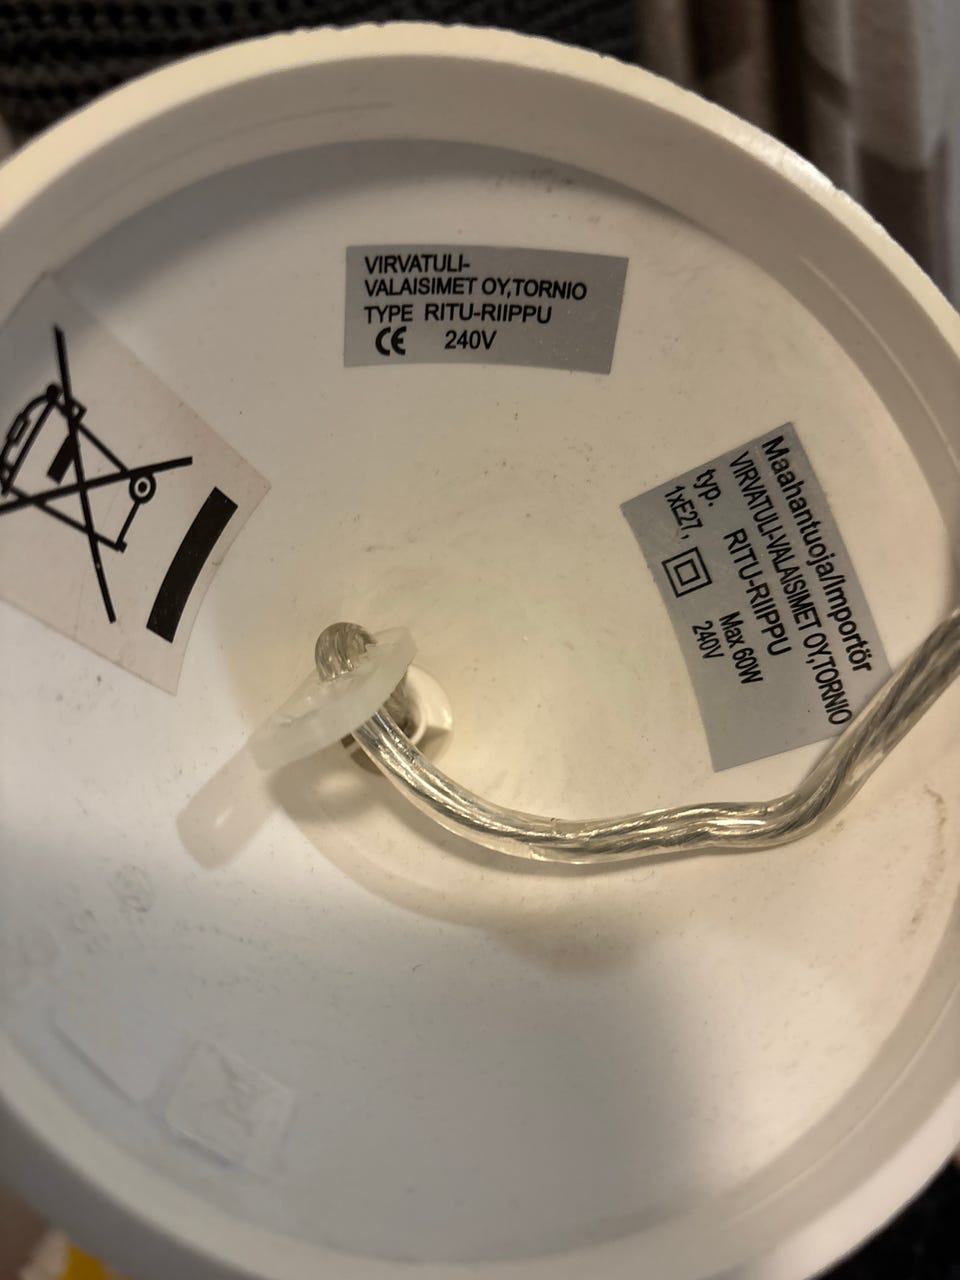 VIRVATULI-
VALAISIMET OY,TORNIO
TYPE RITU-RIIPPU
CE 240V
Maahantuoja/Importör
VIRVATULI-VALAISIMET OY,TORNIO
typ. RITU-RIIPPU
Max 60W
1xE27, 240V